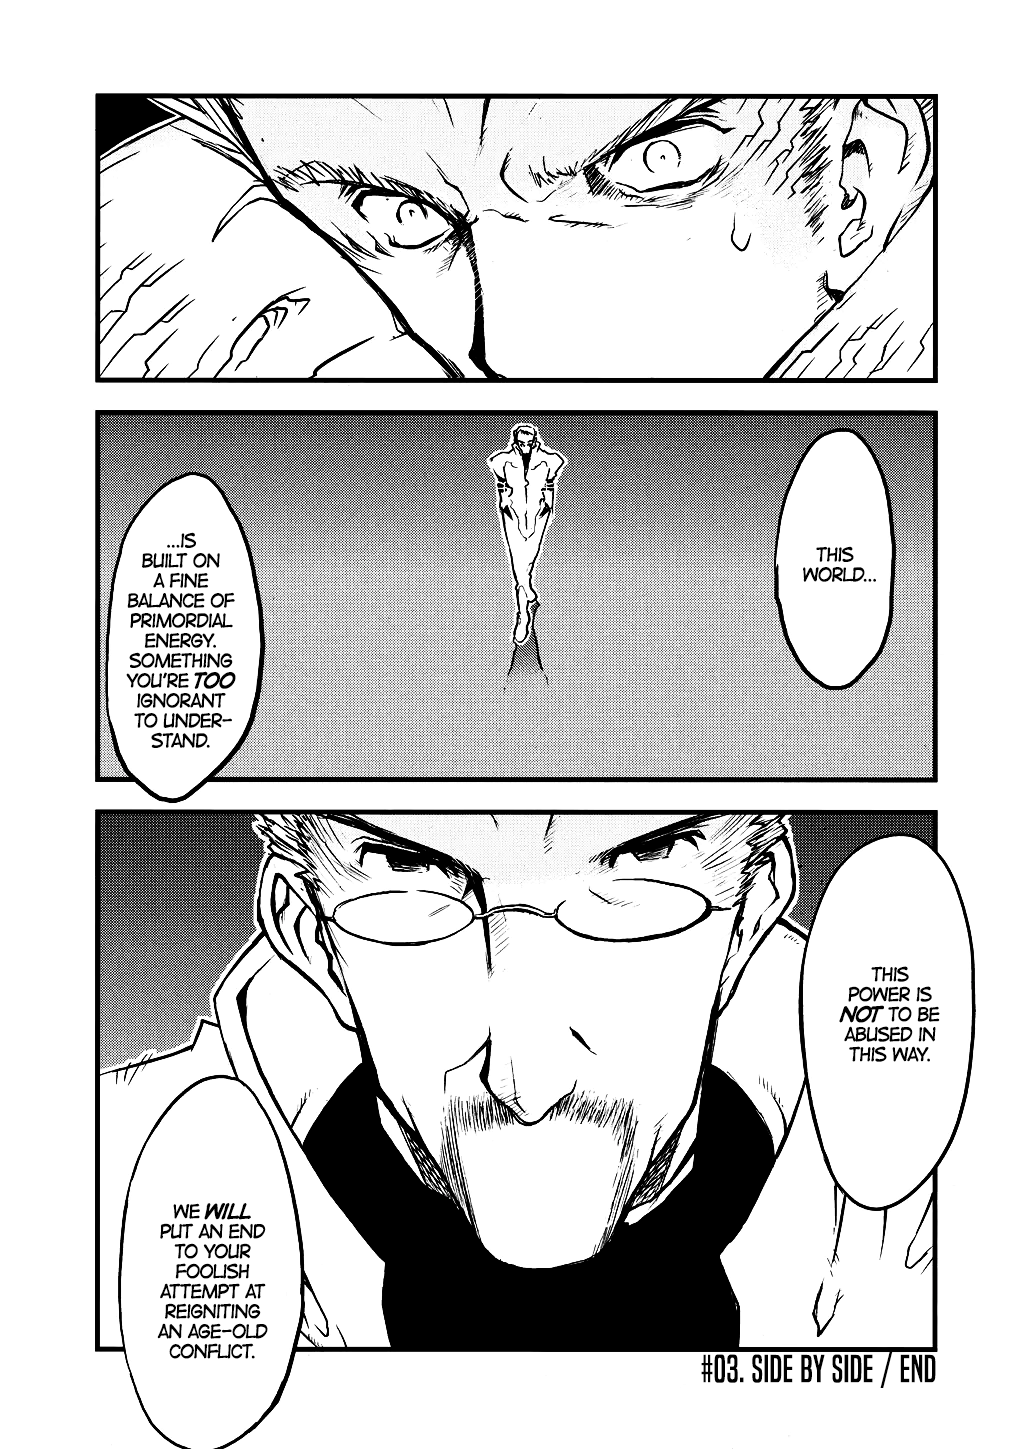 THIS
WORLD...
...IS
BUILT ON
A FINE
BALANCE OF
PRIMORDIAL
ENERGY.
SOMETHING
YOU'RE TOO
IGNORANT
TO UNDER-
STAND.
THIS
POWER IS
NOT TO BE
ABUSED IN
THIS WAY.
WE WILL
PUT AN END
TO YOUR
FOOLISH
ATTEMPT AT
REIGNITING
AN AGE-OLD
CONFLICT.
#03. SIDE BY SIDE / END